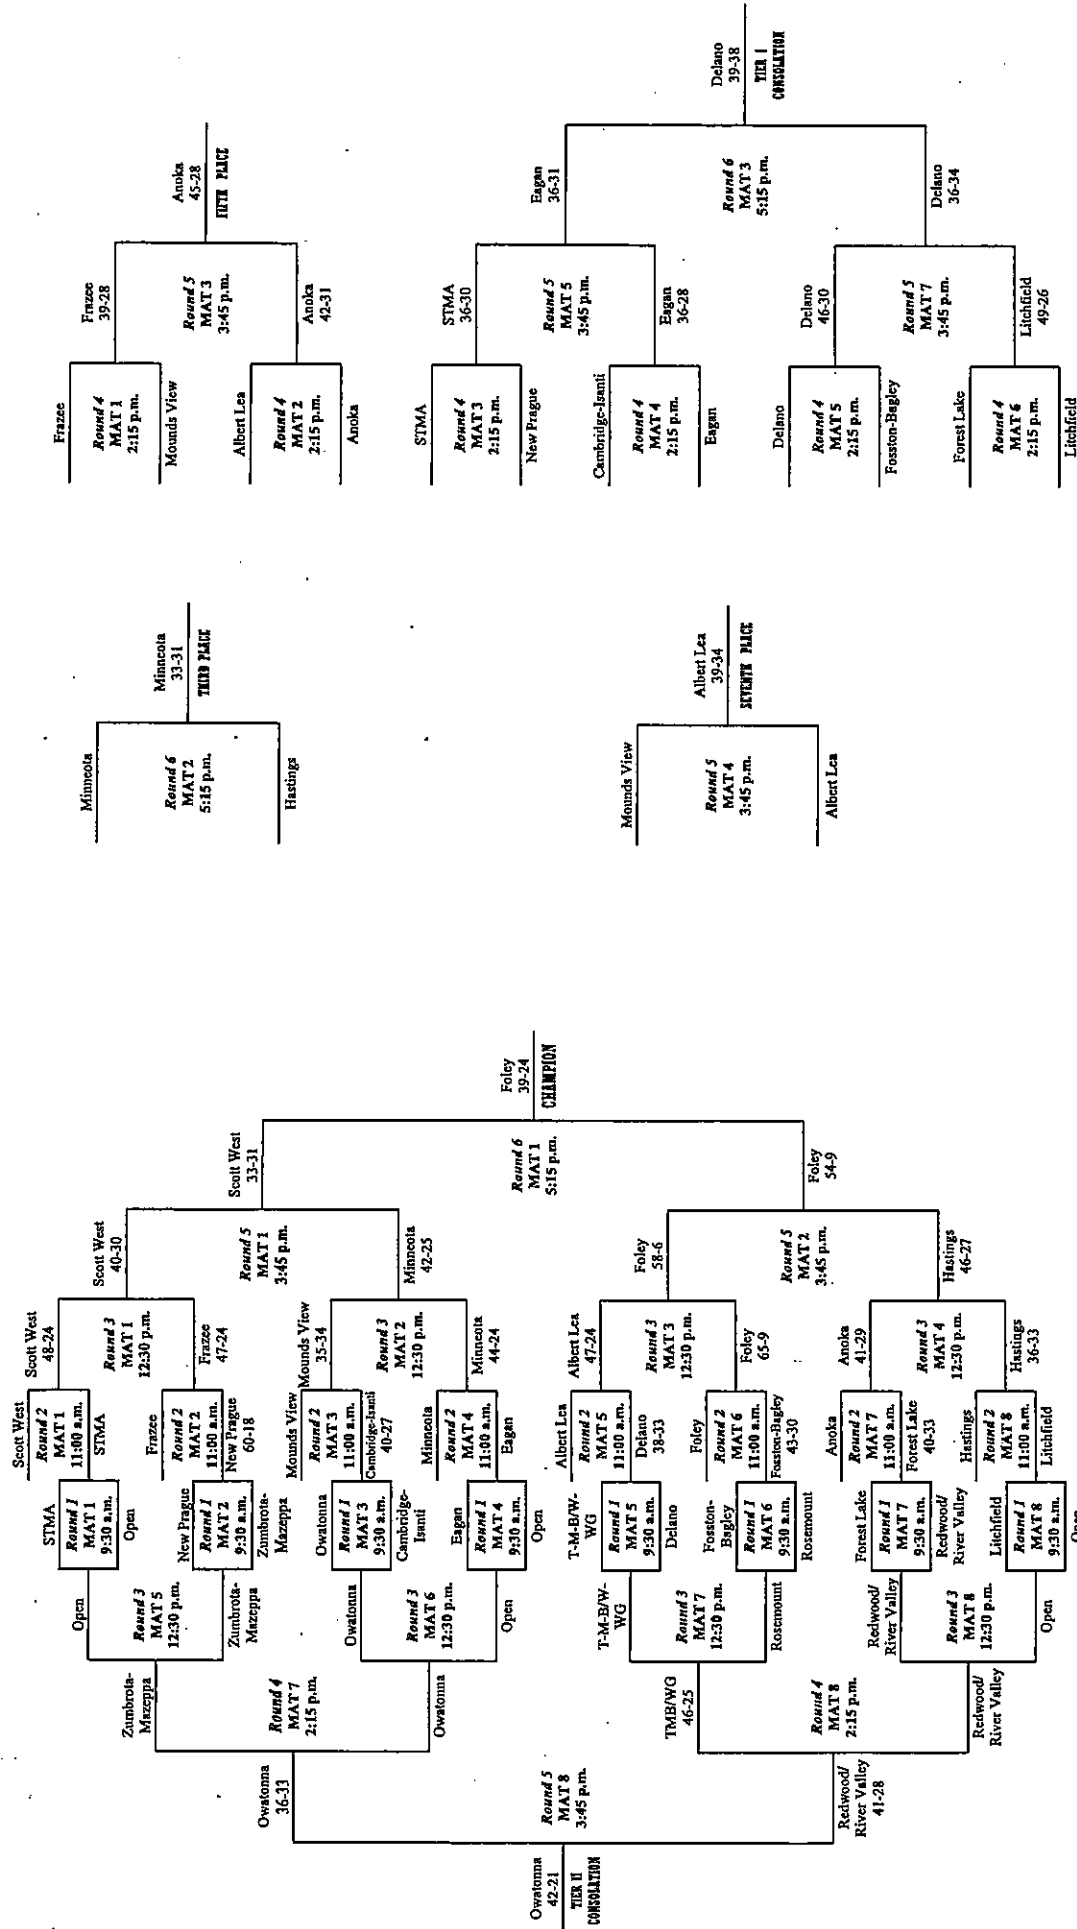 Frazee
Round 4
MAT 1
2:15 p.m.
Mounds View
Frazee
39-28
Albert Lea
Round 4
MAT 2
2:15 p.m.
Anoka
Anoka
42-31
Round 5
MAT 3
3:45 p.m.
Anoka
45-28
FIFTH PLACE
STMA
Round 4
MAT 3
2:15 p.m.
New Prague
STMA
36-30
Cambridge-Isanti
Round 4
MAT 4
2:15 p.m.
Eagan
Eagan
36-28
Round 5
MAT 5
3:45 p.m.
Eagan
36-31
Delano
Round 4
MAT 5
2:15 p.m.
Fosston-Bagley
Delano
46-30
Forest Lake
Round 4
MAT 6
2:15 p.m.
Litchfield
Litchfield
49-26
Round 5
MAT 7
3:45 p.m.
Delano
36-34
Round 6
MAT 3
5:15 p.m.
Delano
39-38
TIER I
CONSOLATION
Minneota
Round 6
MAT 2
5:15 p.m.
Hastings
Minneota
33-31
THIRD PLACE
Mounds View
Round 5
MAT 4
3:45 p.m.
Albert Lea
Albert Lea
39-34
SEVENTH PLACE
STMA
Round 1
MAT 1
9:30 a.m.
Open
New Prague
Round 1
MAT 2
9:30 a.m.
Zumbrota-
Mazeppa
Owatonna
Round 1
MAT 3
9:30 a.m.
Cambridge-
Isanti
Eagan
Round 1
MAT 4
9:30 a.m.
Open
T-M-B/W-
WG
Round 1
MAT 5
9:30 a.m.
Delano
Fosston-
Bagley
Round 1
MAT 6
9:30 a.m.
Rosemount
Forest Lake
Round 1
MAT 7
9:30 a.m.
Redwood/
River Valley
Litchfield
Round 1
MAT 8
9:30 a.m.
Open
Scott West
Round 2
MAT 1
11:00 a.m.
STMA
Frazee
Round 2
MAT 2
11:00 a.m.
New Prague
60-18
Mounds View
Round 2
MAT 3
11:00 a.m.
Cambridge-Isanti
40-27
Minneota
Round 2
MAT 4
11:00 a.m.
Eagan
Albert Lea
Round 2
MAT 5
11:00 a.m.
Delano
38-33
Foley
Round 2
MAT 6
11:00 a.m.
Fosston-Bagley
43-30
Anoka
Round 2
MAT 7
11:00 a.m.
Forest Lake
40-33
Hastings
Round 2
MAT 8
11:00 a.m.
Litchfield
Scott West
48-24
Round 3
MAT 1
12:30 p.m.
Frazee
47-24
Mounds View
35-34
Round 3
MAT 2
12:30 p.m.
Minneota
44-24
Albert Lea
47-24
Round 3
MAT 3
12:30 p.m.
Foley
65-9
Anoka
41-29
Round 3
MAT 4
12:30 p.m.
Hastings
36-33
Scott West
40-30
Round 5
MAT 1
3:45 p.m.
Minneota
42-25
Foley
58-6
Round 5
MAT 2
3:45 p.m.
Hastings
46-27
Scott West
33-31
Round 6
MAT 1
5:15 p.m.
Foley
54-9
Foley
39-24
CHAMPION
Open
Round 3
MAT 5
12:30 p.m.
Zumbrota-
Mazeppa
Owatonna
Round 3
MAT 6
12:30 p.m.
Open
T-M-B/W-
WG
Round 3
MAT 7
12:30 p.m.
Rosemount
Redwood/
River Valley
Round 3
MAT 8
12:30 p.m.
Open
Zumbrota-
Mazeppa
Round 4
MAT 7
2:15 p.m.
Owatonna
TMB/WG
46-25
Round 4
MAT 8
2:15 p.m.
Redwood/
River Valley
Owatonna
36-33
Round 5
MAT 8
3:45 p.m.
Redwood/
River Valley
41-28
Owatonna
42-21
TIER II
CONSOLATION